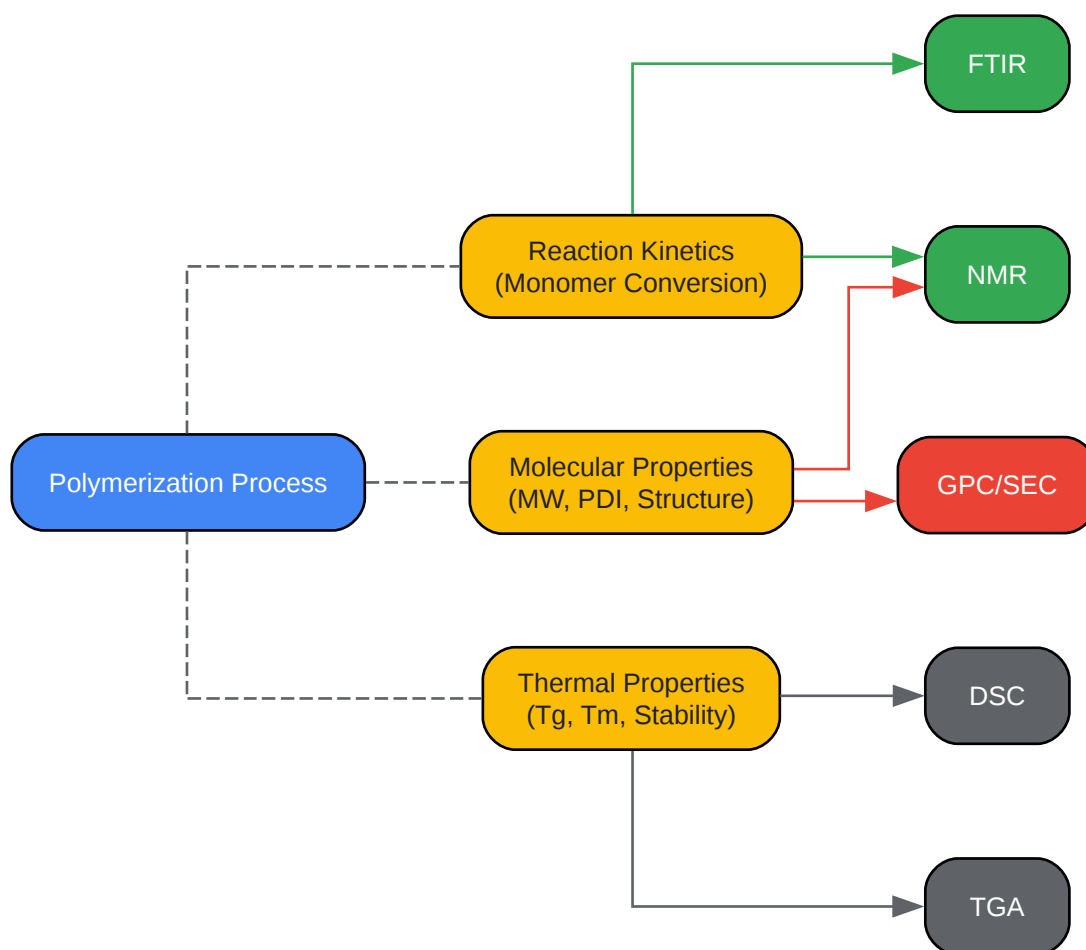 FTIR
Reaction Kinetics
(Monomer Conversion)
NMR
Polymerization Process
Molecular Properties
(MW, PDI, Structure)
GPC/SEC
Thermal Properties
(Tg, Tm, Stability)
DSC
TGA